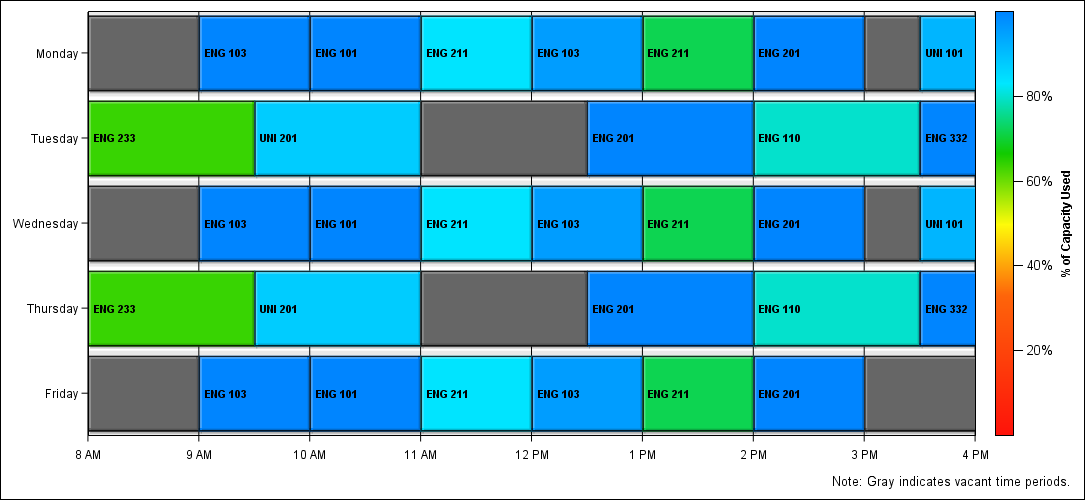 Monday ENG 103 ENG 101 ENG 211 ENG 103 ENG 211 ENG 201 UNI 101
Tuesday ENG 233 UNI 201 ENG 201 ENG 110 ENG 332
Wednesday ENG 103 ENG 101 ENG 211 ENG 103 ENG 211 ENG 201 UNI 101
Thursday ENG 233 UNI 201 ENG 201 ENG 110 ENG 332
Friday ENG 103 ENG 101 ENG 211 ENG 103 ENG 211 ENG 201
8 AM 9 AM 10 AM 11 AM 12 PM 1 PM 2 PM 3 PM 4 PM
80%
60%
40%
20%
% of Capacity Used
Note: Gray indicates vacant time periods.